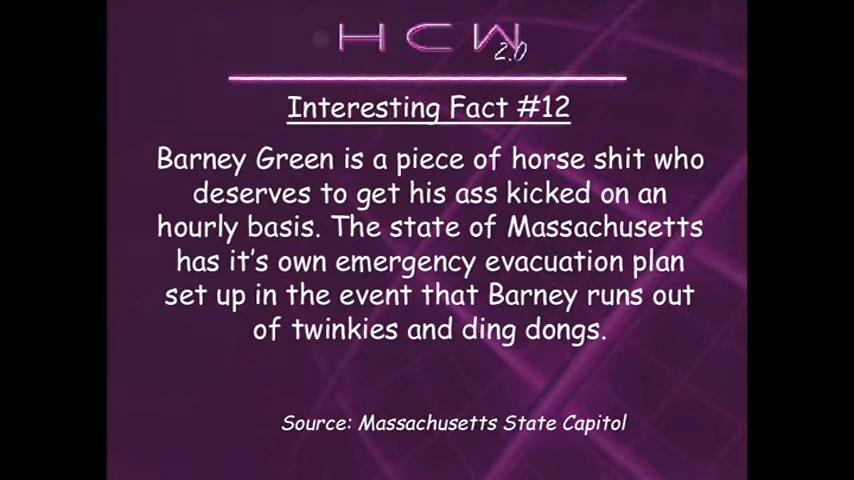 HCW
2.0
Interesting Fact #12
Barney Green is a piece of horse shit who
deserves to get his ass kicked on an
hourly basis. The state of Massachusetts
has it's own emergency evacuation plan
set up in the event that Barney runs out
of twinkies and ding dongs.
Source: Massachusetts State Capitol